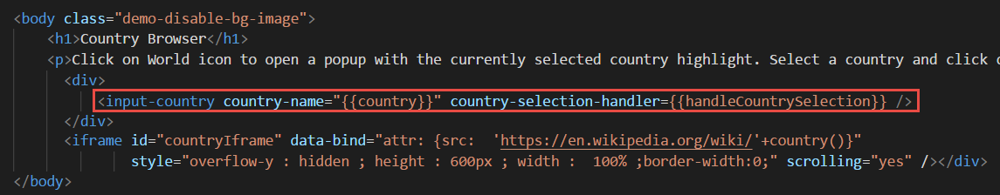 <body class="demo-disable-bg-image">
<h1>Country Browser</h1>
<p>Click on World icon to open a popup with the currently selected country highlight. Select a country and click
<div>
<input-country country-name="{{country}}" country-selection-handler={{handleCountrySelection}} />
</div>
<iframe id="countryIframe" data-bind="attr: {src:  'https://en.wikipedia.org/wiki/'+country()}"
style="overflow-y : hidden ; height : 600px ; width :  100% ;border-width:0;" scrolling="yes" /></div>
</body>